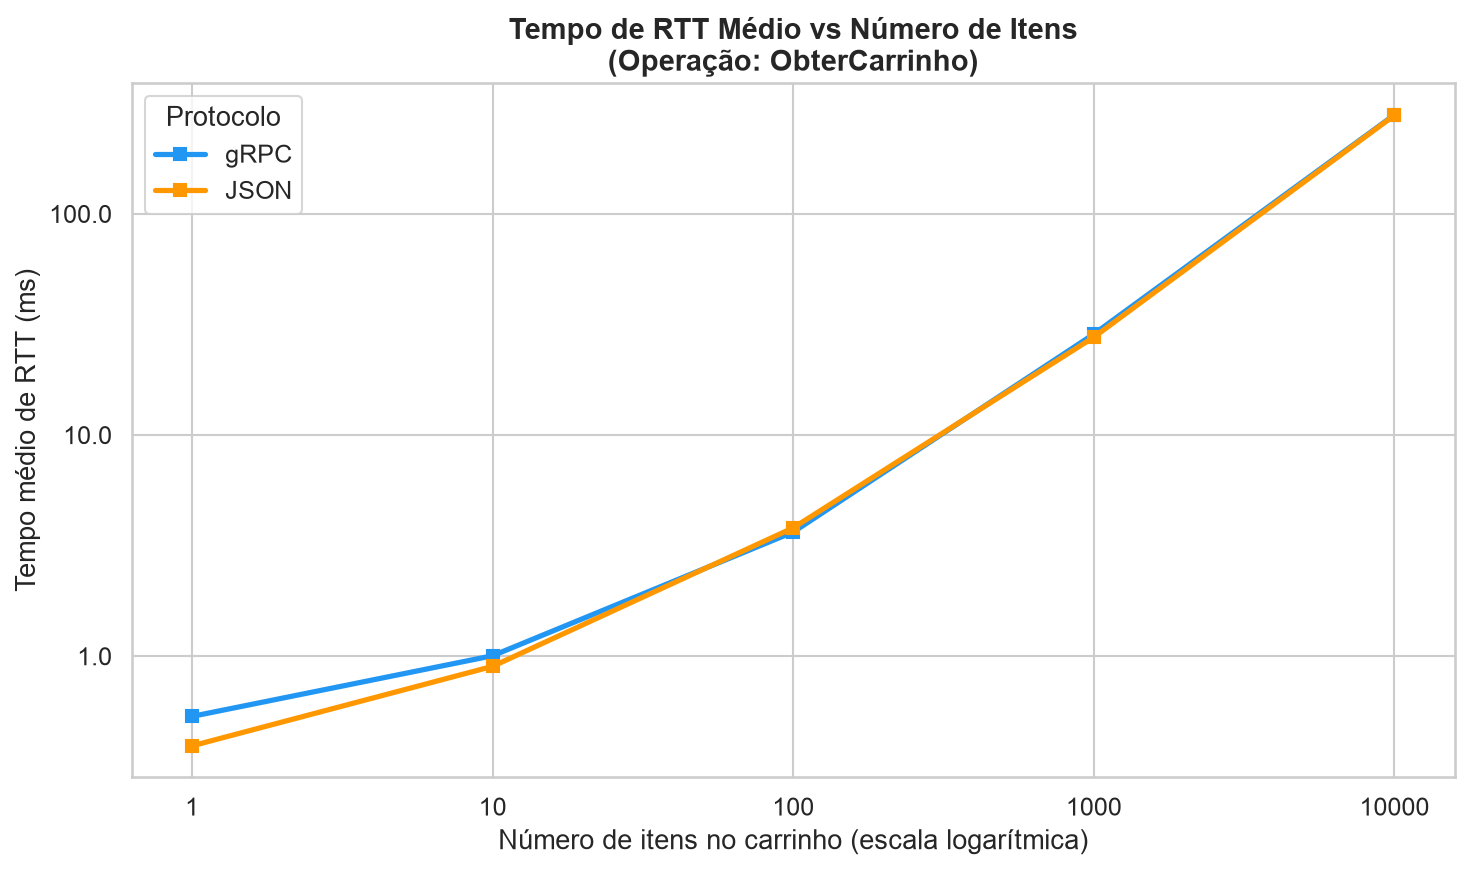 Tempo de RTT Médio vs Número de Itens
(Operação: ObterCarrinho)
Protocolo
gRPC
JSON
Tempo médio de RTT (ms)
100.0
10.0
1.0
1
10
100
1000
10000
Número de itens no carrinho (escala logarítmica)